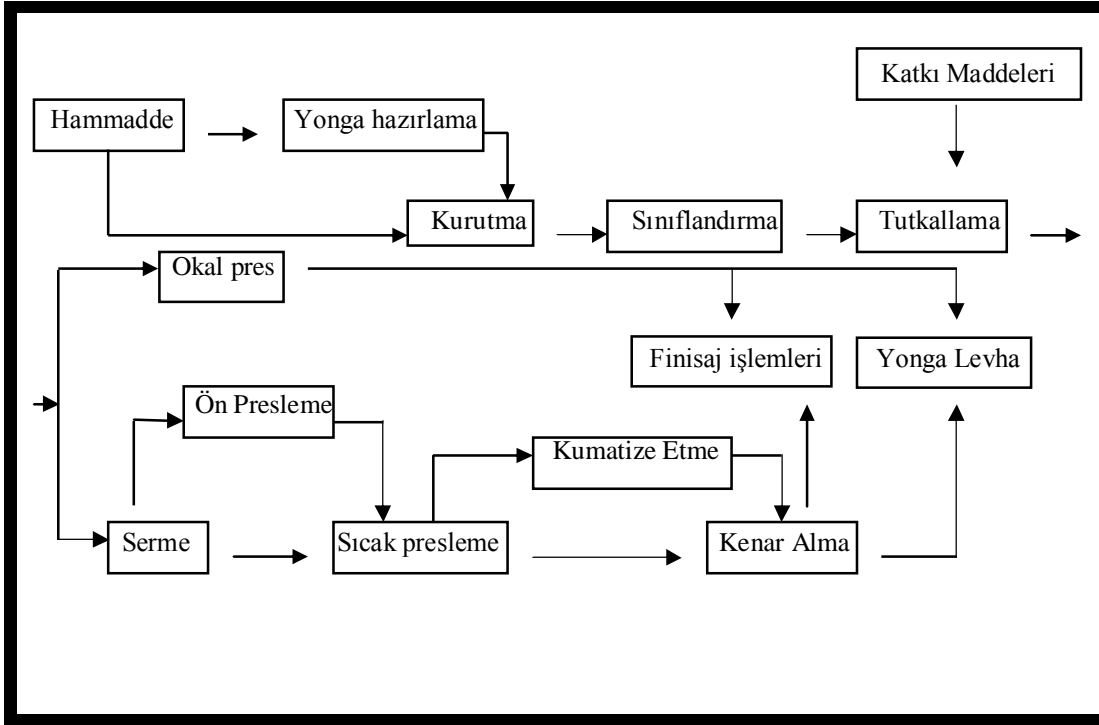 Katkı Maddeleri
Hammadde
Yonga hazırlama
Kurutma
Sınıflandırma
Tutkallama
Okal pres
Finisaj işlemleri
Yonga Levha
Ön Presleme
Kumatize Etme
Serme
Sıcak presleme
Kenar Alma